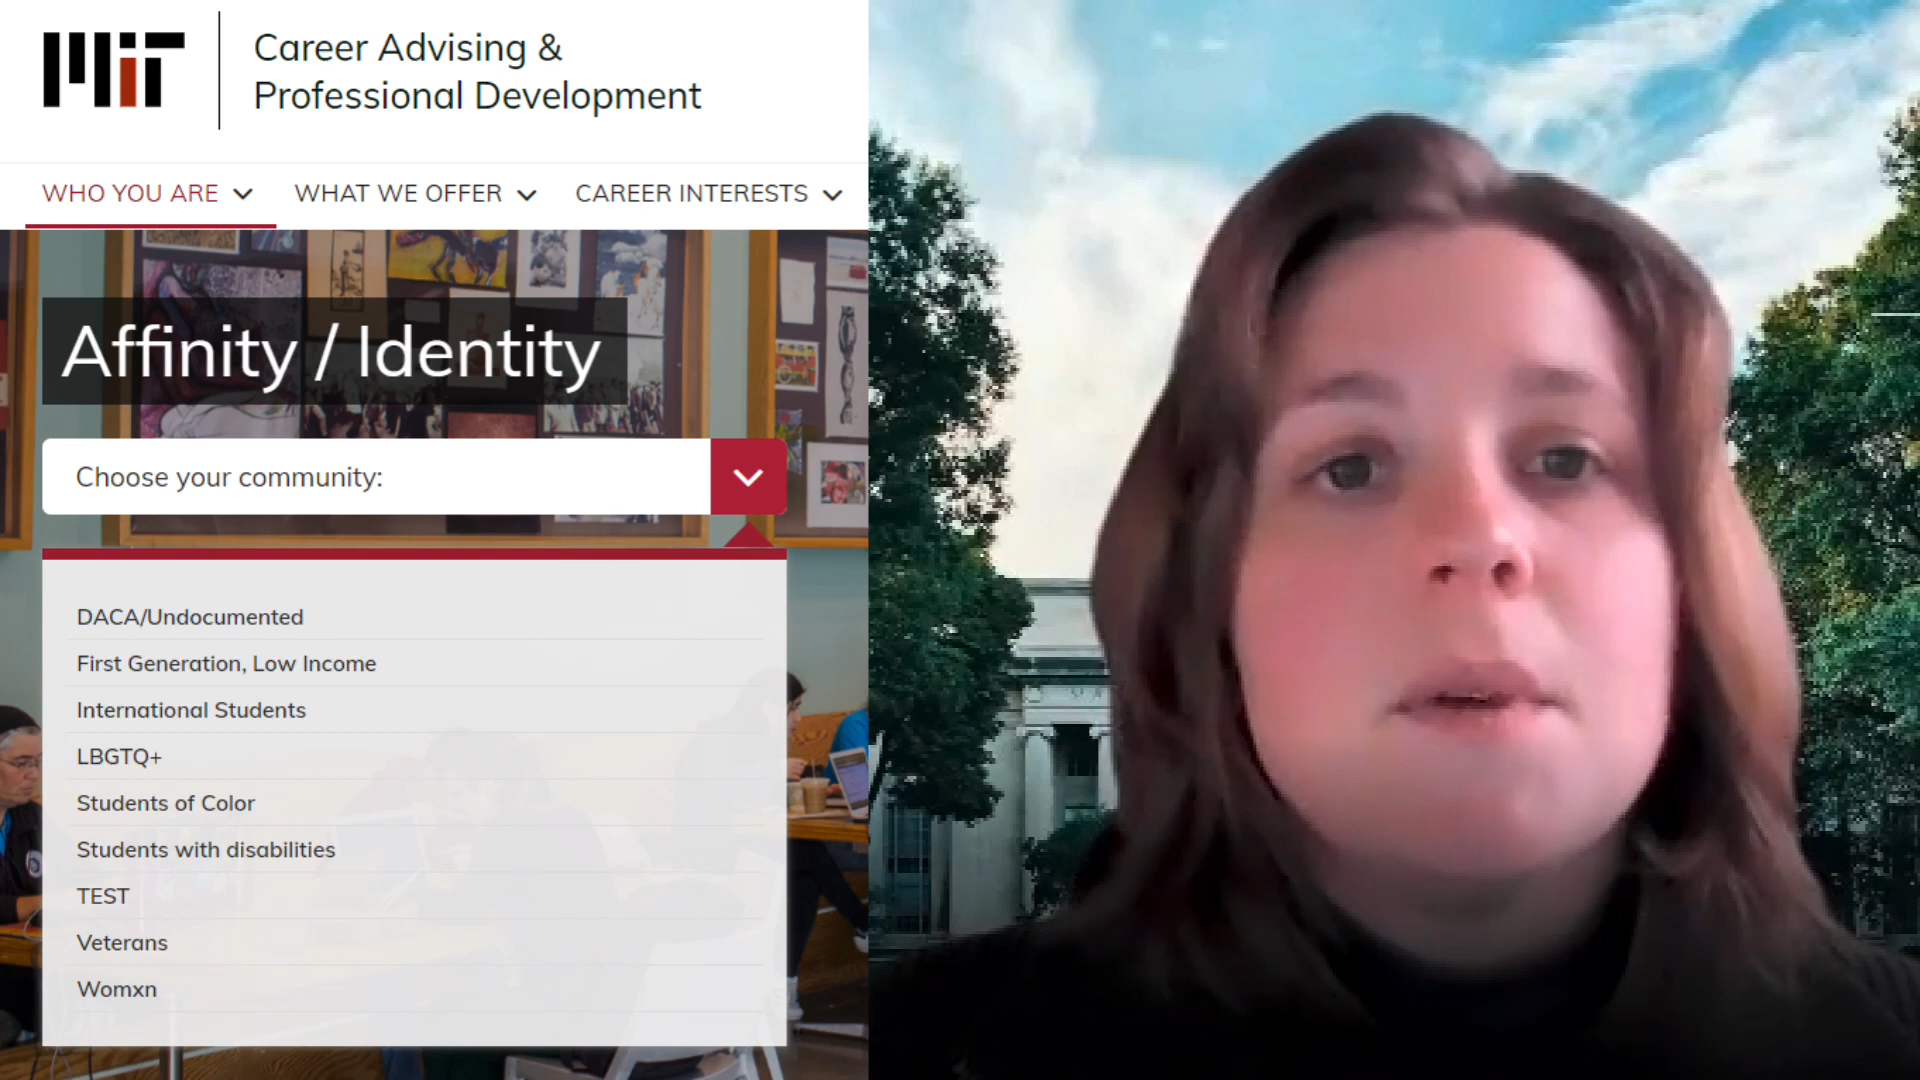 MIT
Career Advising &
Professional Development
WHO YOU ARE
WHAT WE OFFER
CAREER INTERESTS
Affinity / Identity
Choose your community:
DACA/Undocumented
First Generation, Low Income
International Students
LBGTQ+
Students of Color
Students with disabilities
TEST
Veterans
Womxn